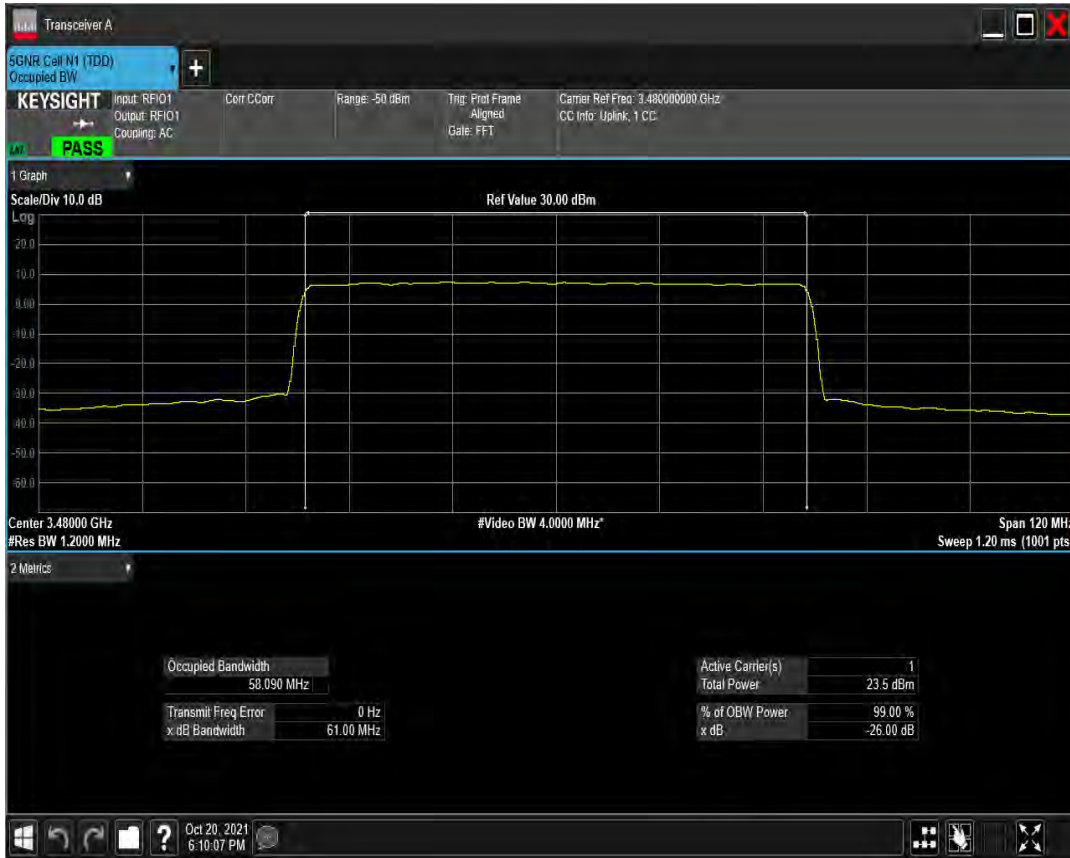 Transceiver A
5GNR Cell N1 (TDD)
Occupied BW
+
KEYSIGHT
Input: RFIO1
Output: RFIO1
Coupling: AC
Corr CCorr
Range: -50 dBm
Trig: Prot Frame
Aligned
Gate: FFT
Carrier Ref Freq: 3.480000000 GHz
CC Info: Uplink, 1 CC
PASS
1 Graph
Scale/Div 10.0 dB
Ref Value 30.00 dBm
Log
20.0
10.0
0.00
-10.0
-20.0
-30.0
-40.0
-50.0
-60.0
Center 3.48000 GHz
#Video BW 4.0000 MHz*
Span 120 MHz
#Res BW 1.2000 MHz
Sweep 1.20 ms (1001 pts
2 Metrics
Occupied Bandwidth
58.090 MHz
Transmit Freq Error 0 Hz
x dB Bandwidth 61.00 MHz
Active Carrier(s) 1
Total Power 23.5 dBm
% of OBW Power 99.00 %
x dB -26.00 dB
?
Oct 20, 2021
6:10:07 PM